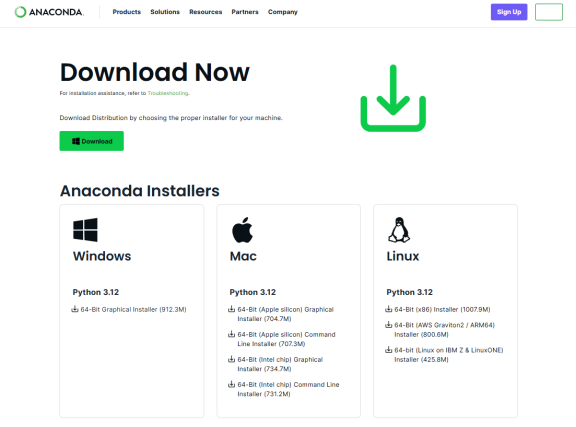 ANACONDA.
Products Solutions Resources Partners Company
Sign Up
Download Now
For installation assistance, refer to Troubleshooting.
Download Distribution by choosing the proper installer for your machine.
Download
Anaconda Installers
Windows
Python 3.12
64-Bit Graphical Installer (912.3M)
Mac
Python 3.12
64-Bit (Apple silicon) Graphical
Installer (704.7M)
64-Bit (Apple silicon) Command
Line Installer (707.3M)
64-Bit (Intel chip) Graphical
Installer (734.7M)
64-Bit (Intel chip) Command Line
Installer (731.2M)
Linux
Python 3.12
64-Bit (x86) Installer (1007.9M)
64-Bit (AWS Graviton2 / ARM64)
Installer (800.6M)
64-bit (Linux on IBM Z & LinuxONE)
Installer (425.8M)